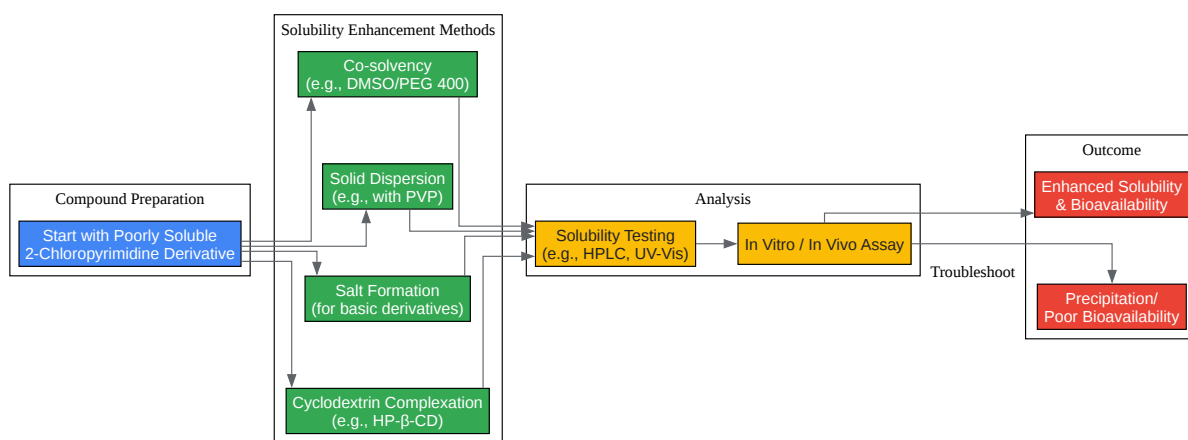 Compound Preparation
Start with Poorly Soluble
2-Chloropyrimidine Derivative
Solubility Enhancement Methods
Co-solvency
(e.g., DMSO/PEG 400)
Solid Dispersion
(e.g., with PVP)
Salt Formation
(for basic derivatives)
Cyclodextrin Complexation
(e.g., HP-β-CD)
Analysis
Solubility Testing
(e.g., HPLC, UV-Vis)
In Vitro / In Vivo Assay
Troubleshoot
Outcome
Enhanced Solubility
& Bioavailability
Precipitation/
Poor Bioavailability